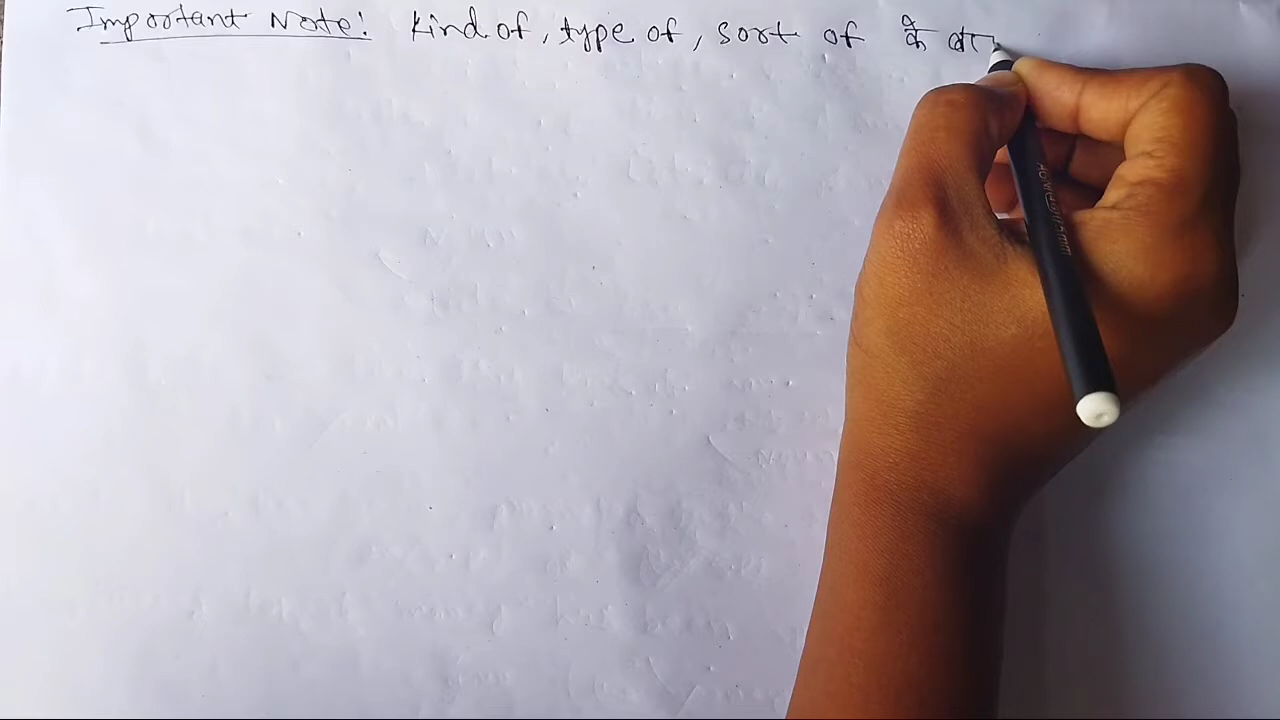 Important Note: Kind of, type of, sort of के